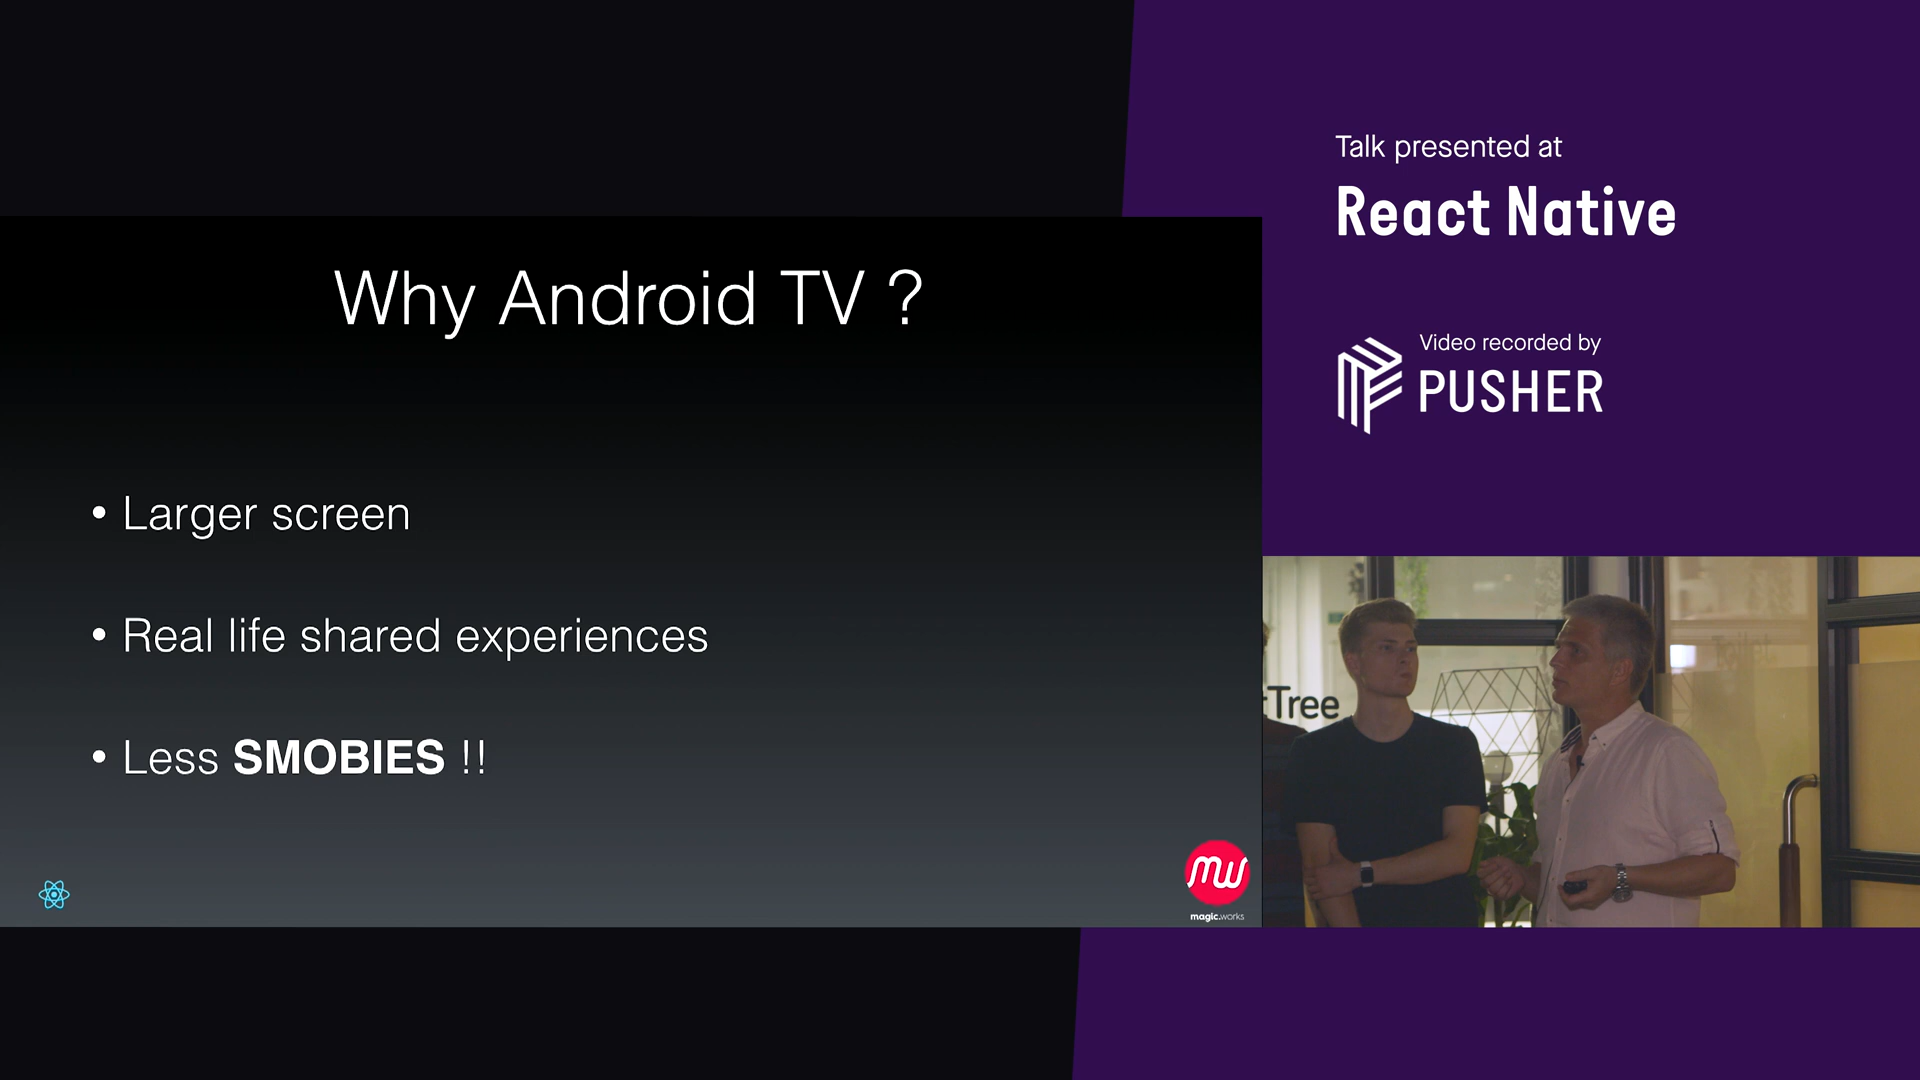 Talk presented at
React Native
Video recorded by
PUSHER
Why Android TV ?
• Larger screen
• Real life shared experiences
• Less SMOBIES !!
mw
magic.works
Tree